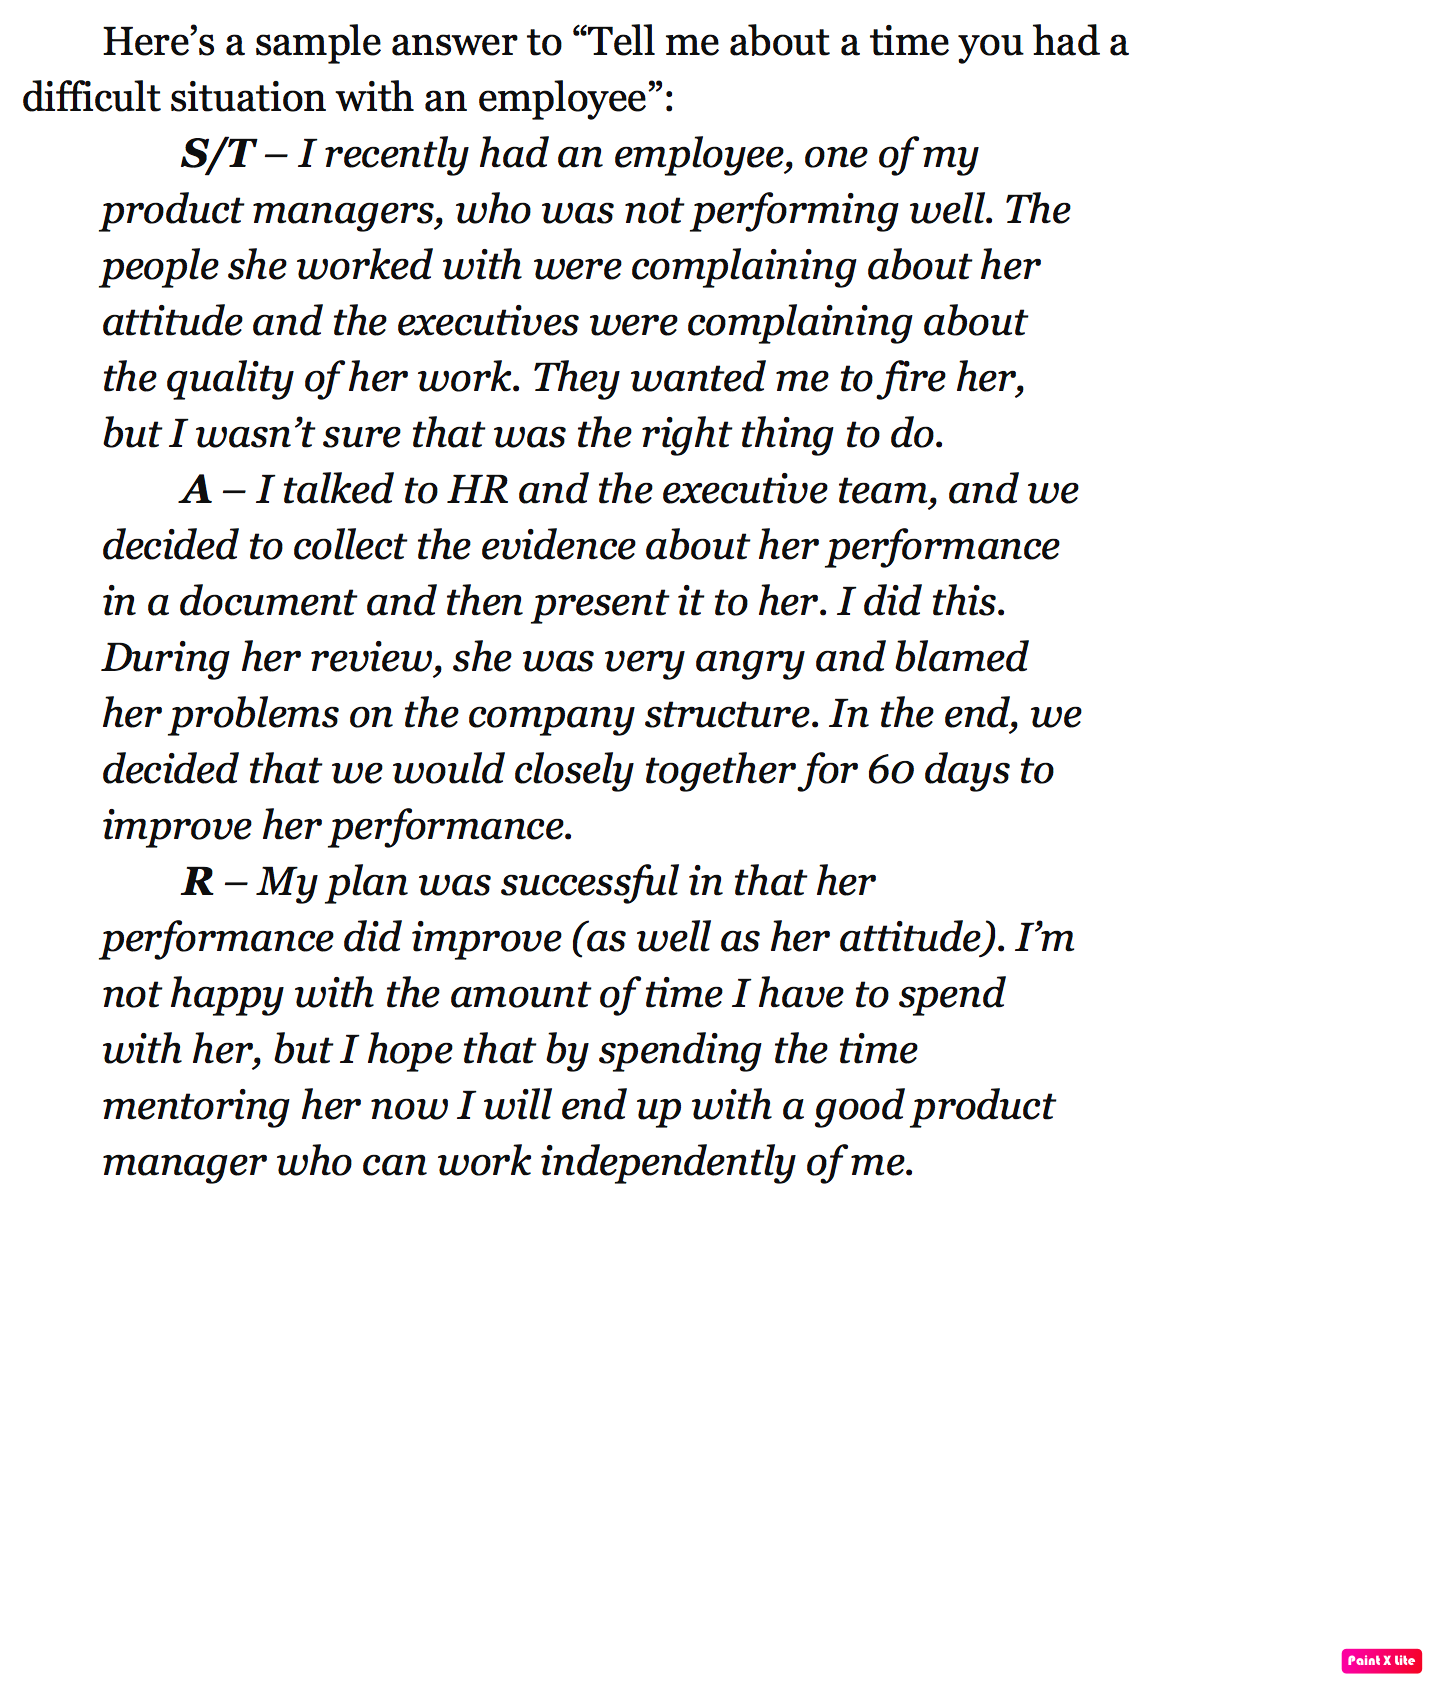 Here’s a sample answer to “Tell me about a time you had a
difficult situation with an employee”:
S/T – I recently had an employee, one of my
product managers, who was not performing well. The
people she worked with were complaining about her
attitude and the executives were complaining about
the quality of her work. They wanted me to fire her,
but I wasn’t sure that was the right thing to do.
A – I talked to HR and the executive team, and we
decided to collect the evidence about her performance
in a document and then present it to her. I did this.
During her review, she was very angry and blamed
her problems on the company structure. In the end, we
decided that we would closely together for 60 days to
improve her performance.
R – My plan was successful in that her
performance did improve (as well as her attitude). I’m
not happy with the amount of time I have to spend
with her, but I hope that by spending the time
mentoring her now I will end up with a good product
manager who can work independently of me.
Paint X Lite